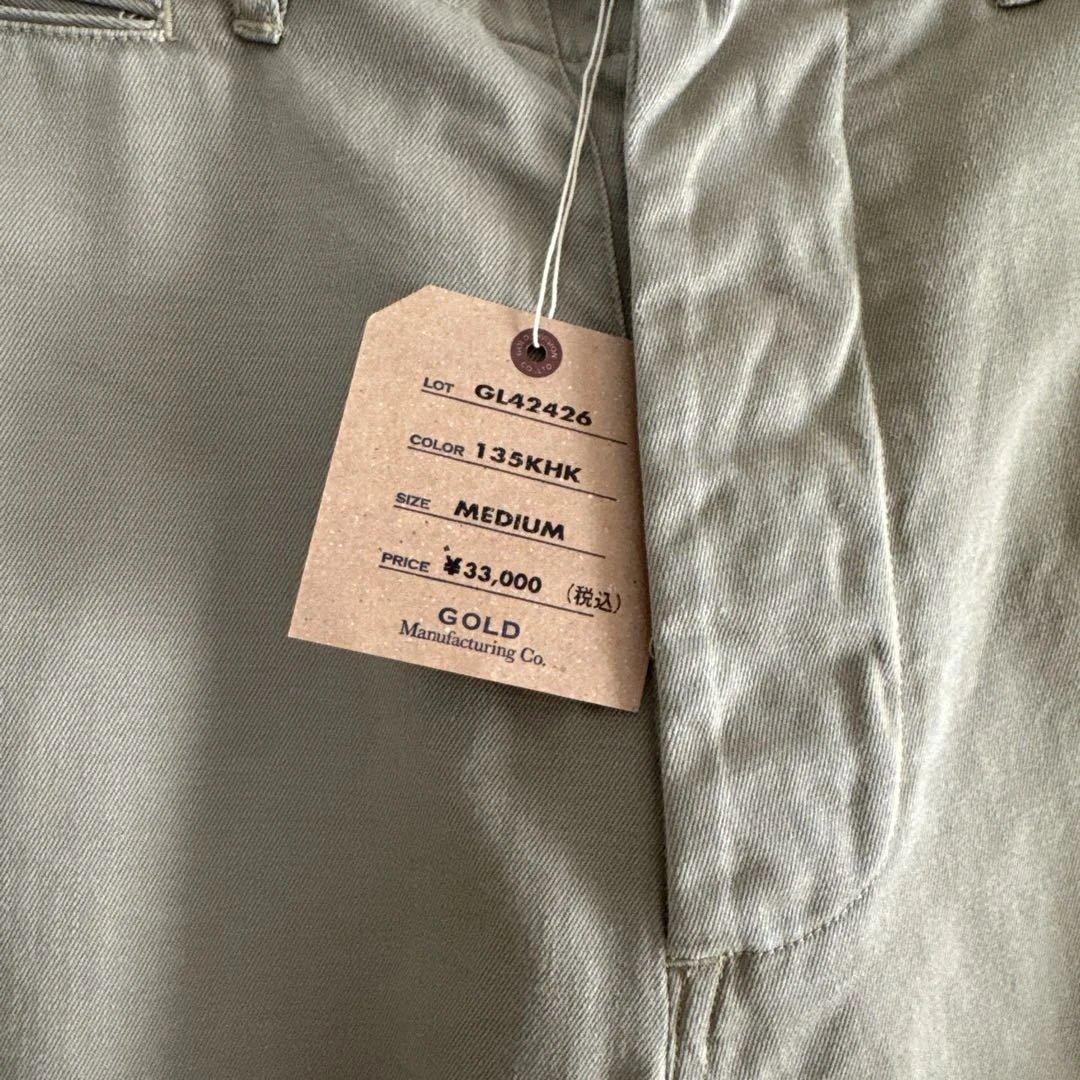 LOT GL42426
COLOR 135KHK
SIZE MEDIUM
PRICE ¥33,000 (税込)
GOLD
Manufacturing Co.